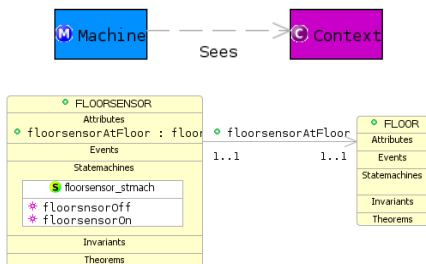 M Machine
C Context
Sees
FLOORSENSOR
Attributes
floorsensorAtFloor : floor
Events
Statemachines
S floorsensor_stmach
floorsnsorOff
floorsensorOn
Invariants
Theorems
floorsensorAtFloor
1..1 1..1
FLOOR
Attributes
Events
Statemachines
Invariants
Theorems